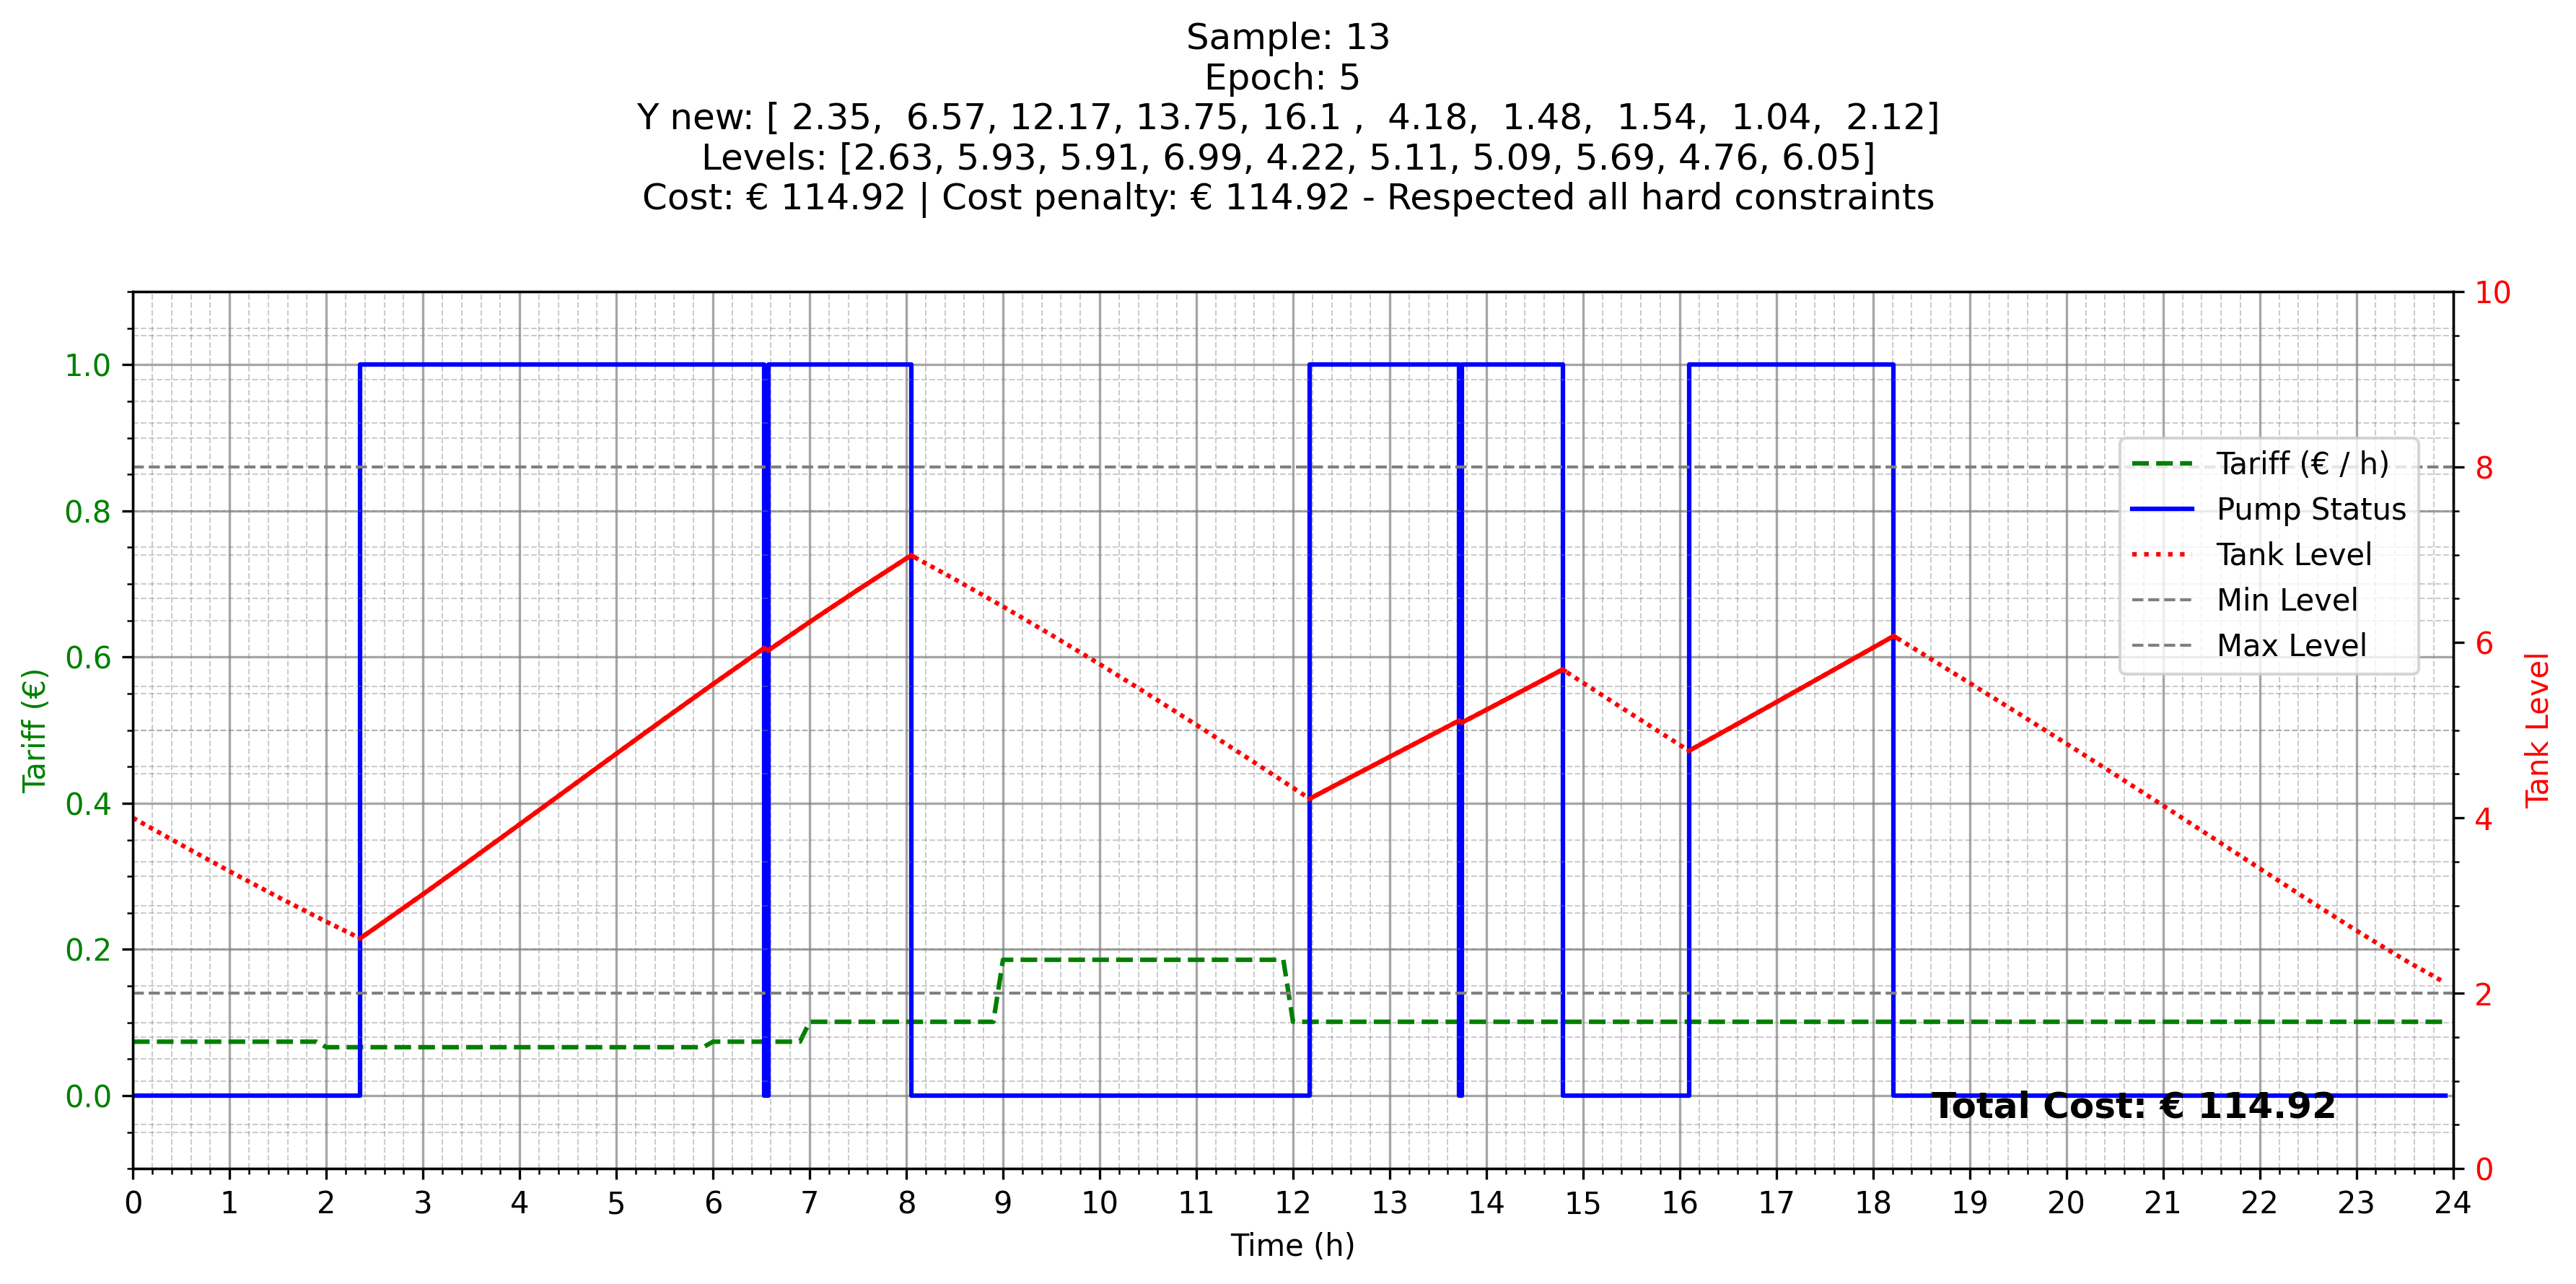 Sample: 13
Epoch: 5
Y new: [ 2.35,  6.57, 12.17, 13.75, 16.1 ,  4.18,  1.48,  1.54,  1.04,  2.12]
Levels: [2.63, 5.93, 5.91, 6.99, 4.22, 5.11, 5.09, 5.69, 4.76, 6.05]
Cost: € 114.92 | Cost penalty: € 114.92 - Respected all hard constraints
Tariff (€)
1.0
0.8
0.6
0.4
0.2
0.0
10
8
6
4
2
0
Tank Level
Tariff (€ / h)
Pump Status
Tank Level
Min Level
Max Level
Total Cost: € 114.92
0 1 2 3 4 5 6 7 8 9 10 11 12 13 14 15 16 17 18 19 20 21 22 23 24
Time (h)